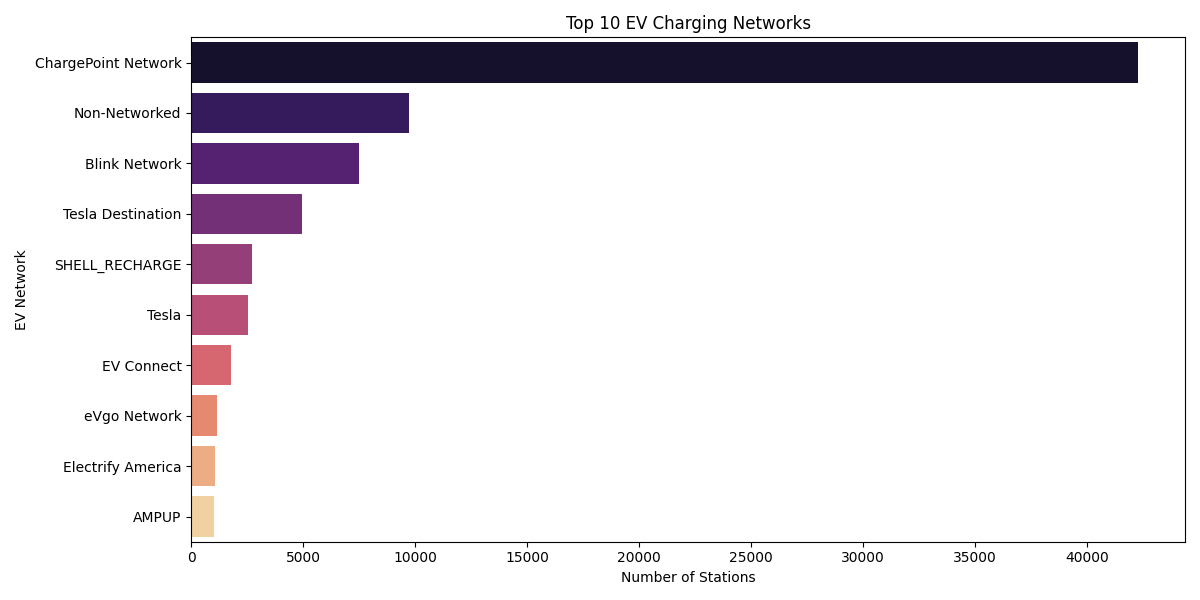 Top 10 EV Charging Networks
EV Network
ChargePoint Network
Non-Networked
Blink Network
Tesla Destination
SHELL_RECHARGE
Tesla
EV Connect
eVgo Network
Electrify America
AMPUP
0 5000 10000 15000 20000 25000 30000 35000 40000
Number of Stations